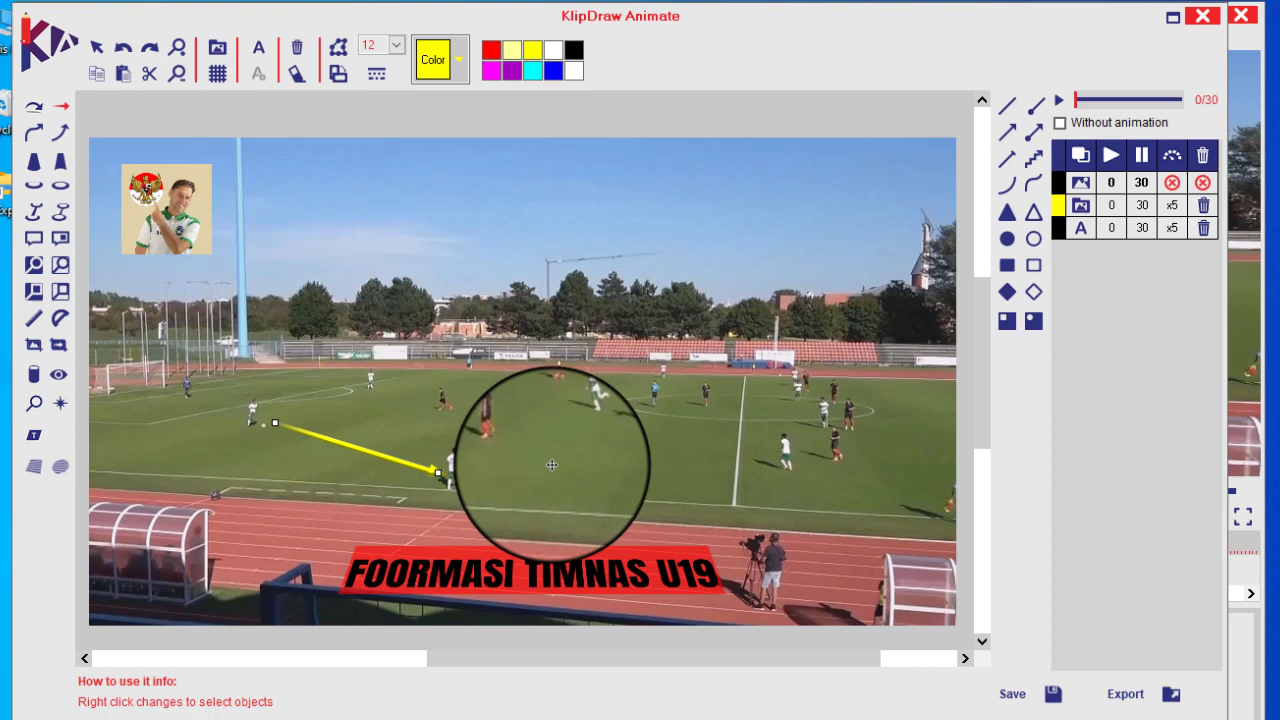 KlipDraw Animate
12
Color
A
A
0/30
Without animation
0 30
0 30 x5
A 0 30 x5
T
FOORMASI TIMNAS U19
How to use it info:
Right click changes to select objects
Save
Export